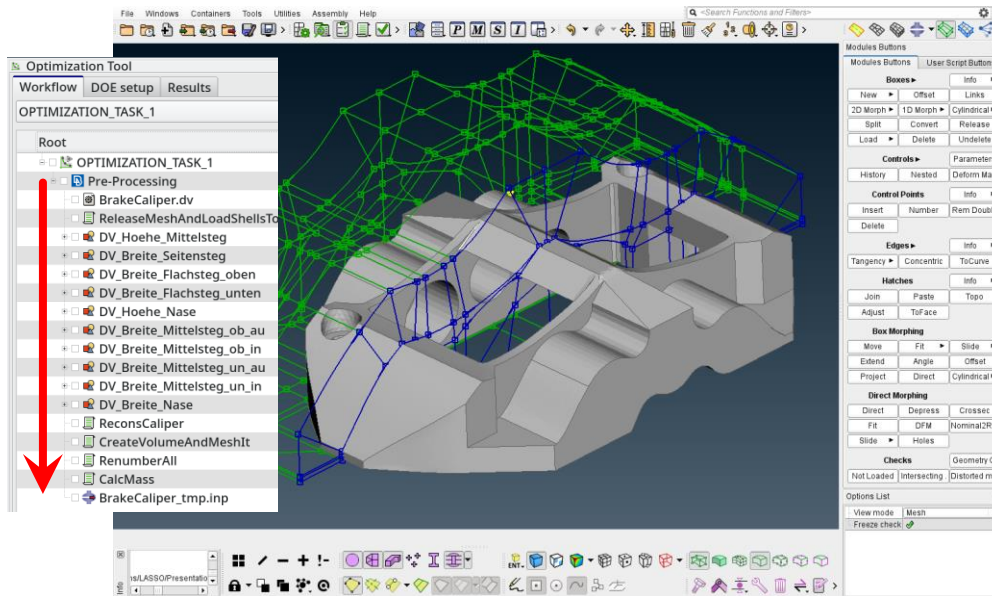 File Windows Containers Tools Utilities Assembly Help
<Search Functions and Filters>
P M S I
Optimization Tool
Workflow DOE setup Results
OPTIMIZATION_TASK_1
Root
OPTIMIZATION_TASK_1
Pre-Processing
BrakeCaliper.dv
ReleaseMeshAndLoadShellsTo
DV_Hoehe_Mittelsteg
DV_Breite_Seitensteg
DV_Breite_Flachsteg_oben
DV_Breite_Flachsteg_unten
DV_Hoehe_Nase
DV_Breite_Mittelsteg_ob_au
DV_Breite_Mittelsteg_ob_in
DV_Breite_Mittelsteg_un_au
DV_Breite_Mittelsteg_un_in
DV_Breite_Nase
ReconsCaliper
CreateVolumeAndMeshIt
RenumberAll
CalcMass
BrakeCaliper_tmp.inp
Modules Buttons
Modules Buttons User Script Button
Boxes Info
New Offset Links
2D Morph 1D Morph Cylindrical
Split Convert Release
Load Delete Undelete
Controls Parameter
History Nested Deform Ma
Control Points Info
Insert Number Rem Doubl
Delete
Edges Info
Tangency Concentric ToCurve
Hatches Info
Join Paste Topo
Adjust ToFace
Box Morphing
Move Fit Slide
Extend Angle Offset
Project Direct Cylindrical
Direct Morphing
Direct Depress Crossec
Fit DFM Nominal2R
Slide Holes
Checks Geometry
Not Loaded Intersecting Distorted m
Options List
View mode Mesh
Freeze check
Info
ns/LASSO/Presentatio
ENT.